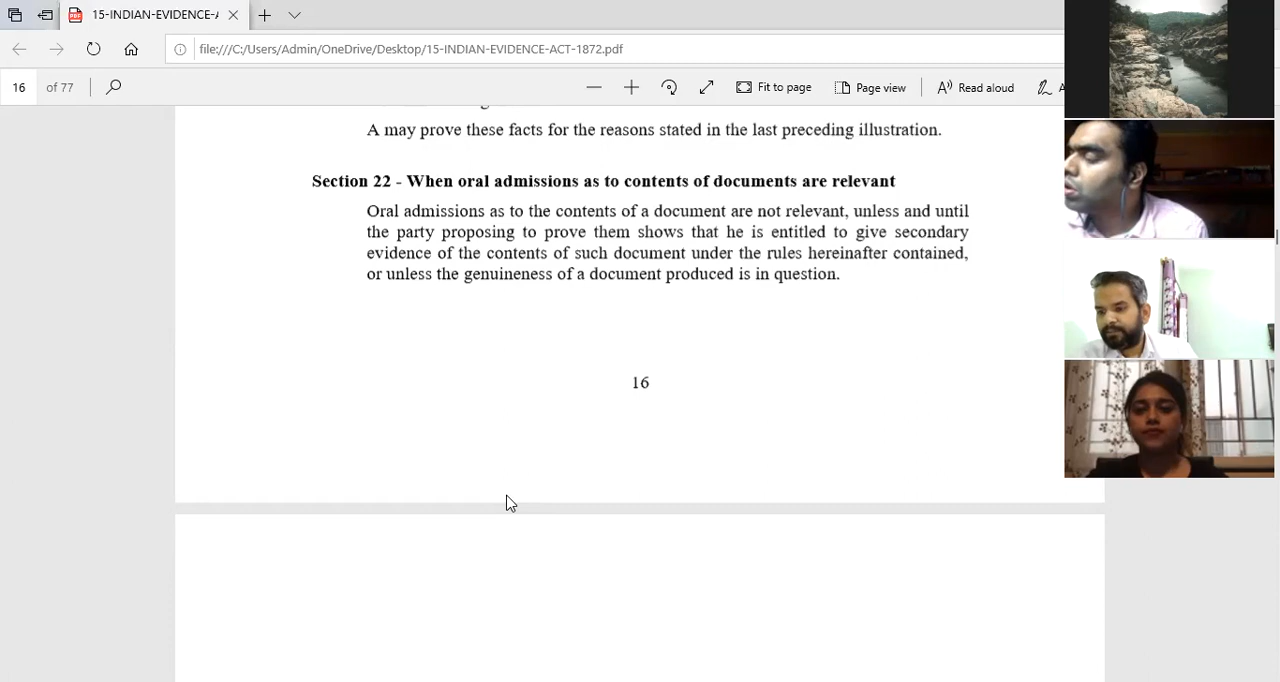 15-INDIAN-EVIDENCE-A
file:///C:/Users/Admin/OneDrive/Desktop/15-INDIAN-EVIDENCE-ACT-1872.pdf
16 of 77 Fit to page Page view Read aloud
A may prove these facts for the reasons stated in the last preceding illustration.
Section 22 - When oral admissions as to contents of documents are relevant
Oral admissions as to the contents of a document are not relevant, unless and until
the party proposing to prove them shows that he is entitled to give secondary
evidence of the contents of such document under the rules hereinafter contained,
or unless the genuineness of a document produced is in question.
16